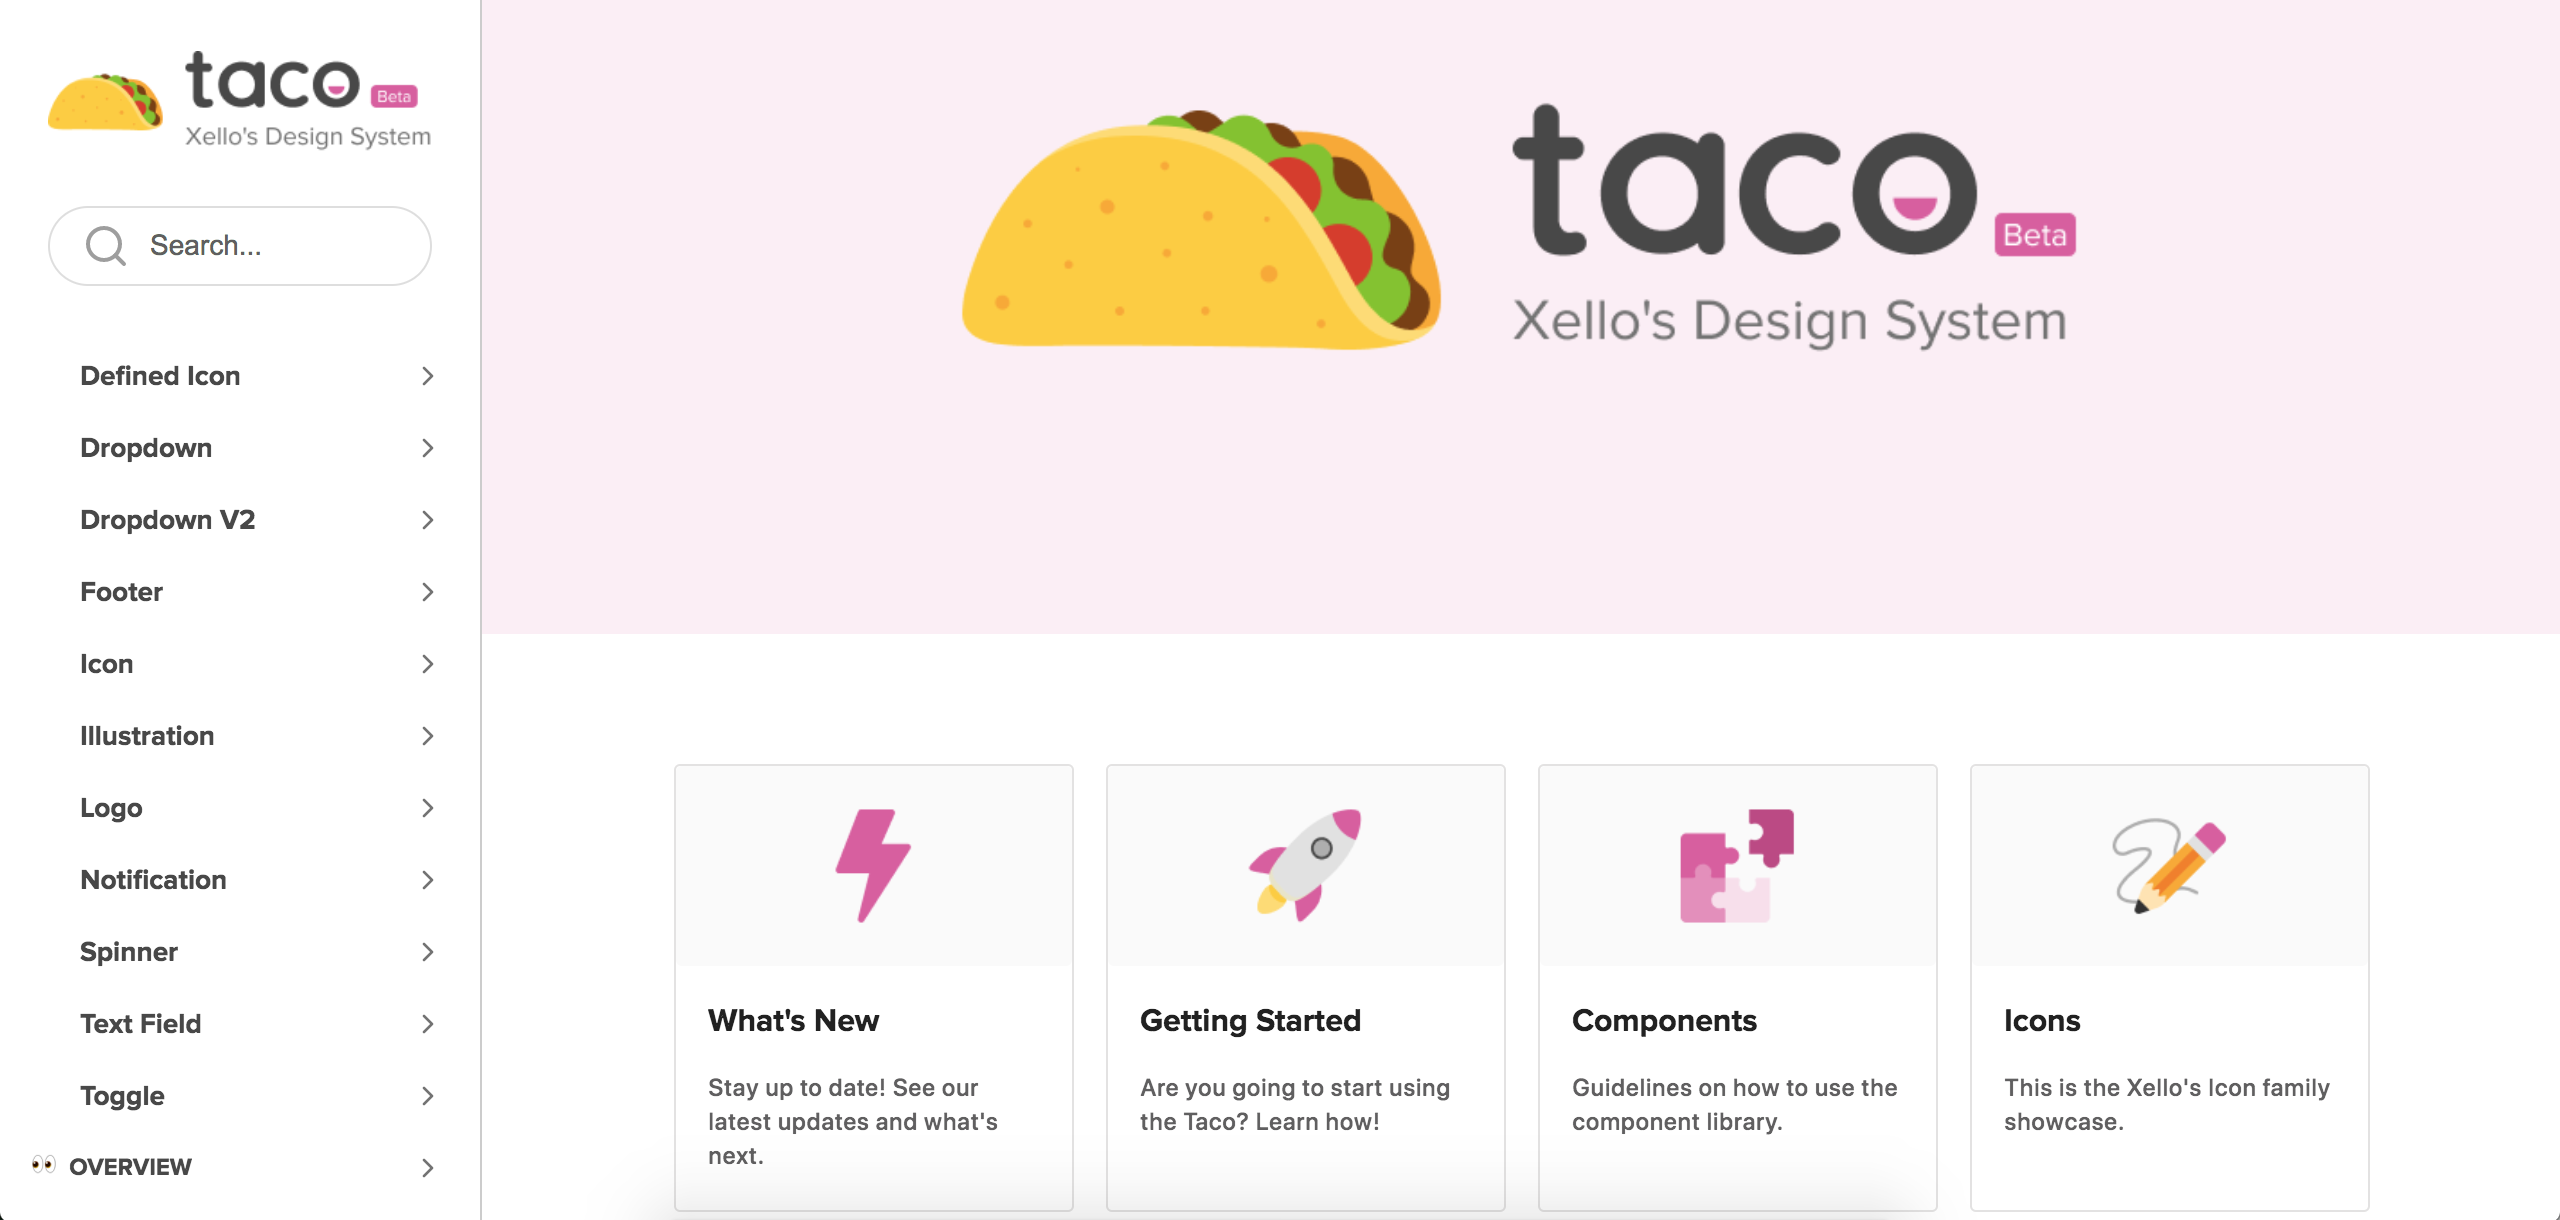 taco Beta
Xello's Design System
Search...
Defined Icon
Dropdown
Dropdown V2
Footer
Icon
Illustration
Logo
Notification
Spinner
Text Field
Toggle
OVERVIEW
taco Beta
Xello's Design System
What's New
Stay up to date! See our
latest updates and what's
next.
Getting Started
Are you going to start using
the Taco? Learn how!
Components
Guidelines on how to use the
component library.
Icons
This is the Xello's Icon family
showcase.